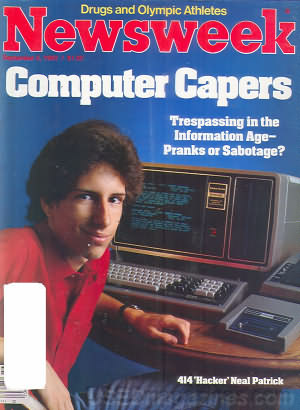 Drugs and Olympic Athletes
Newsweek
Computer Capers
Trespassing in the
Information Age—
Pranks or Sabotage?
414 'Hacker' Neal Patrick